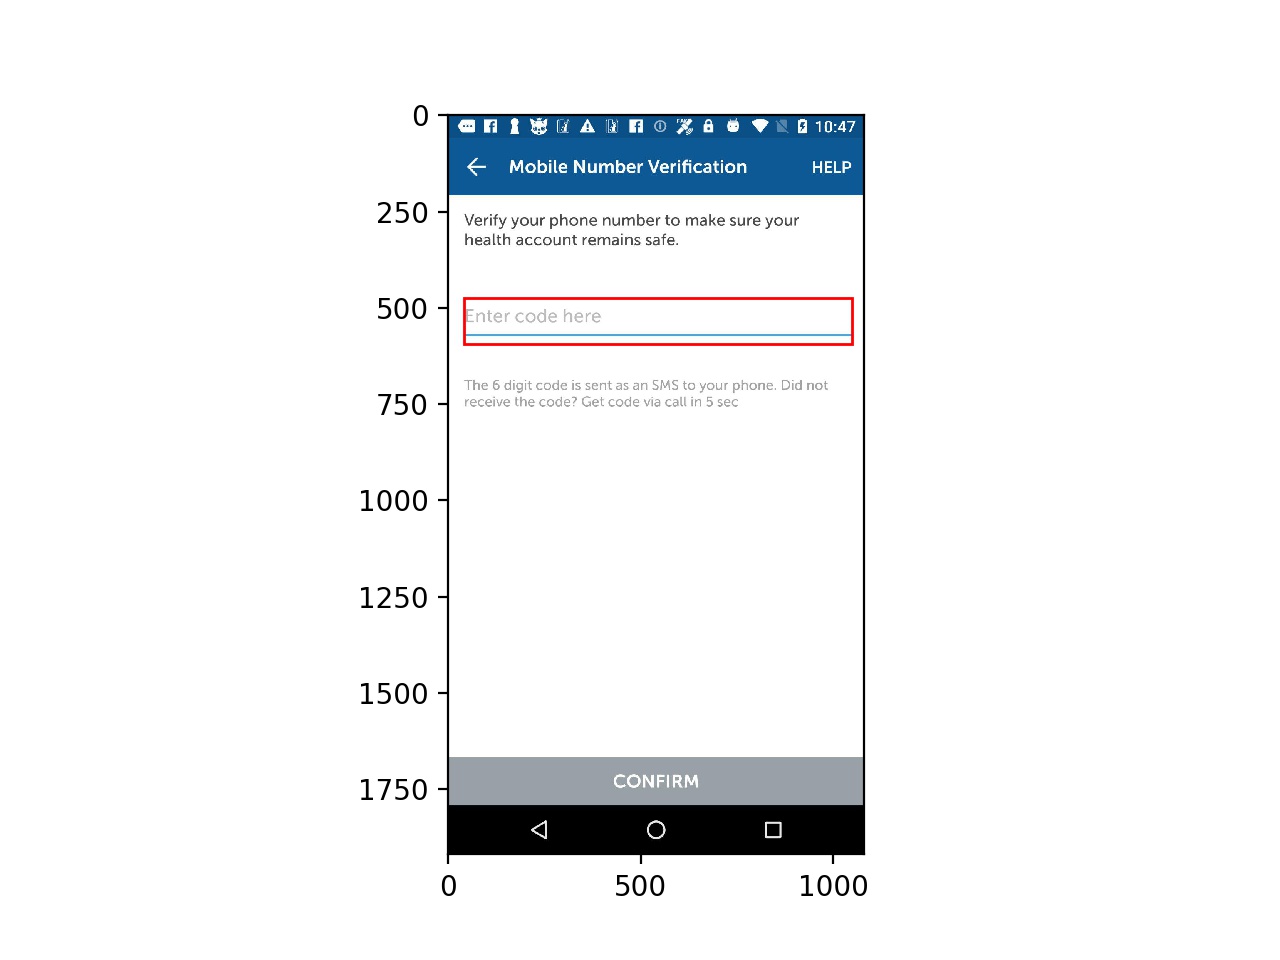 0
250
500
750
1000
1250
1500
1750
0
500
1000
10:47
Mobile Number Verification
HELP
Verify your phone number to make sure your
health account remains safe.
Enter code here
The 6 digit code is sent as an SMS to your phone. Did not
receive the code? Get code via call in 5 sec
CONFIRM